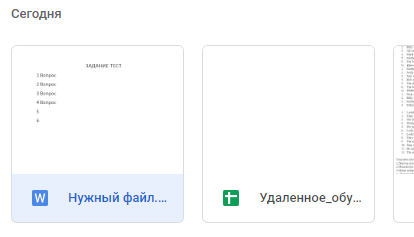 Сегодня
ЗАДАНИЕ ТЕСТ
1 Вопрос
2 Вопрос
3 Вопрос
4 Вопрос
5
6
W Нужный файл....
Удаленное_обу...